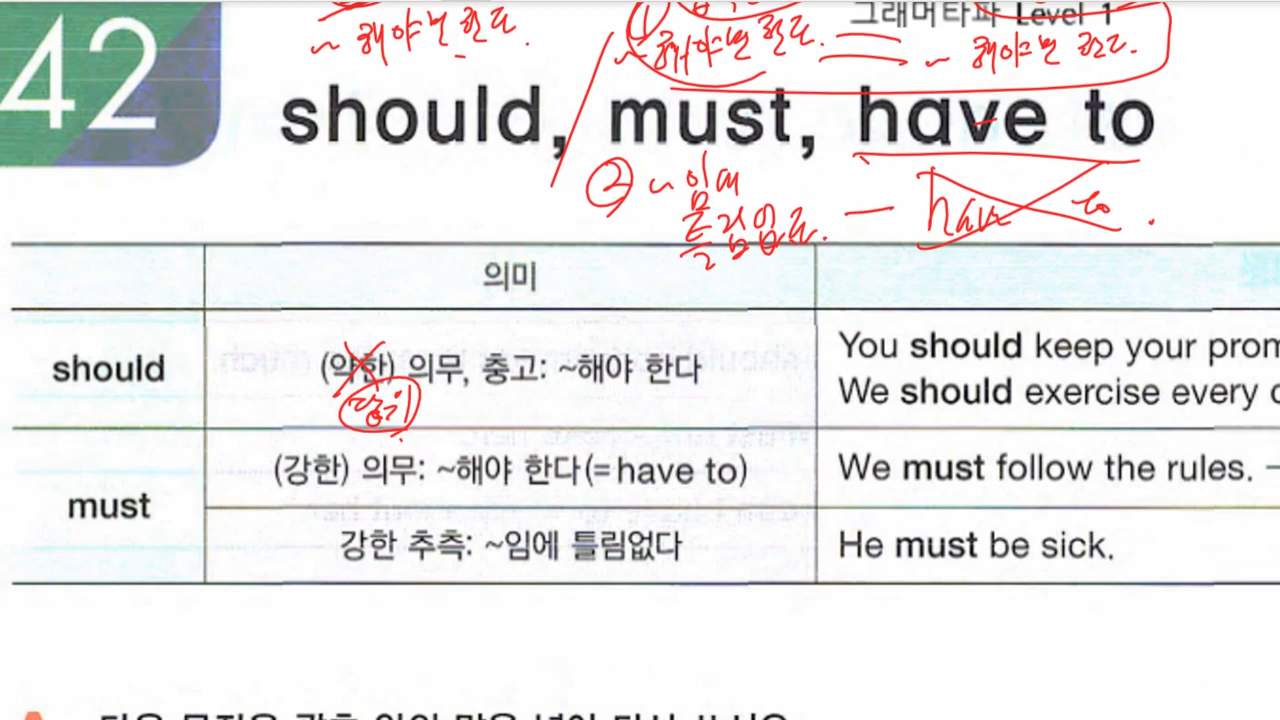 그래머타파 Level 1
~ 해야만 한다.
① ~ 해야만 한다.
~ 해야만 한다.
42
should, must, have to
② ~임에
틀림없다. — have to .
의미
should
(약한) 의무, 충고: ~해야 한다
You should keep your prom
We should exercise every
must
(강한) 의무: ~해야 한다(= have to)
We must follow the rules. –
강한 추측: ~임에 틀림없다
He must be sick.